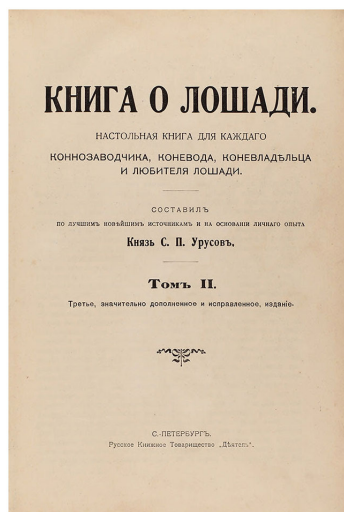 КНИГА О ЛОШАДИ.
НАСТОЛЬНАЯ КНИГА ДЛЯ КАЖДАГО
КОННОЗАВОДЧИКА, КОНЕВОДА, КОНЕВЛАДѢЛЬЦА
И ЛЮБИТЕЛЯ ЛОШАДИ.
СОСТАВИЛЪ
ПО ЛУЧШИМЪ НОВѢЙШИМЪ ИСТОЧНИКАМЪ И НА ОСНОВАНІИ ЛИЧНАГО ОПЫТА
Князь С. П. Урусовъ.
Томъ II.
Третье, значительно дополненное и исправленное, изданіе.
С.-ПЕТЕРБУРГЪ.
Русское Книжное Товарищество „Дѣятель".